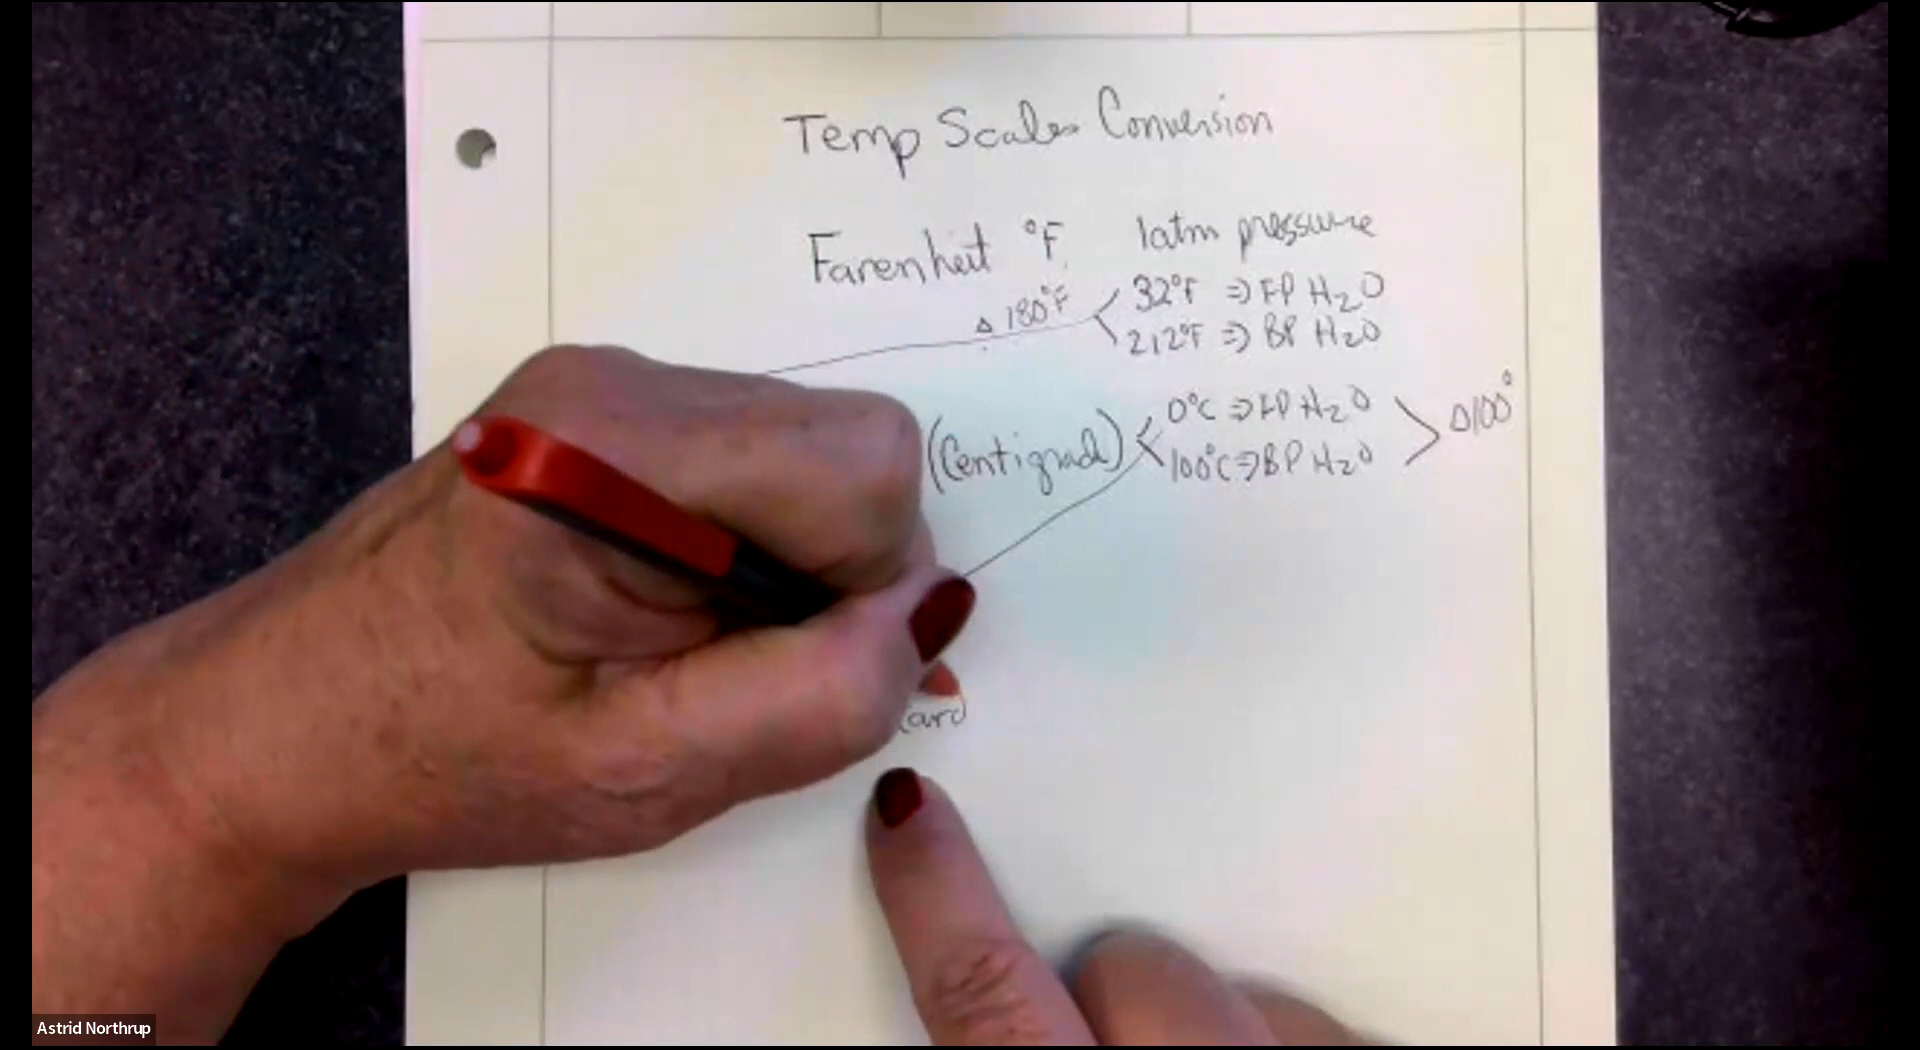 Temp Scales Conversion
Farenheit °F 1atm pressure
Δ 180°F 32°F ⇒ FP H₂O
212°F ⇒ BP H₂O
(Centigrade) 0°C ⇒ FP H₂O
100°C ⇒ BP H₂O Δ100°
Astrid Northrup